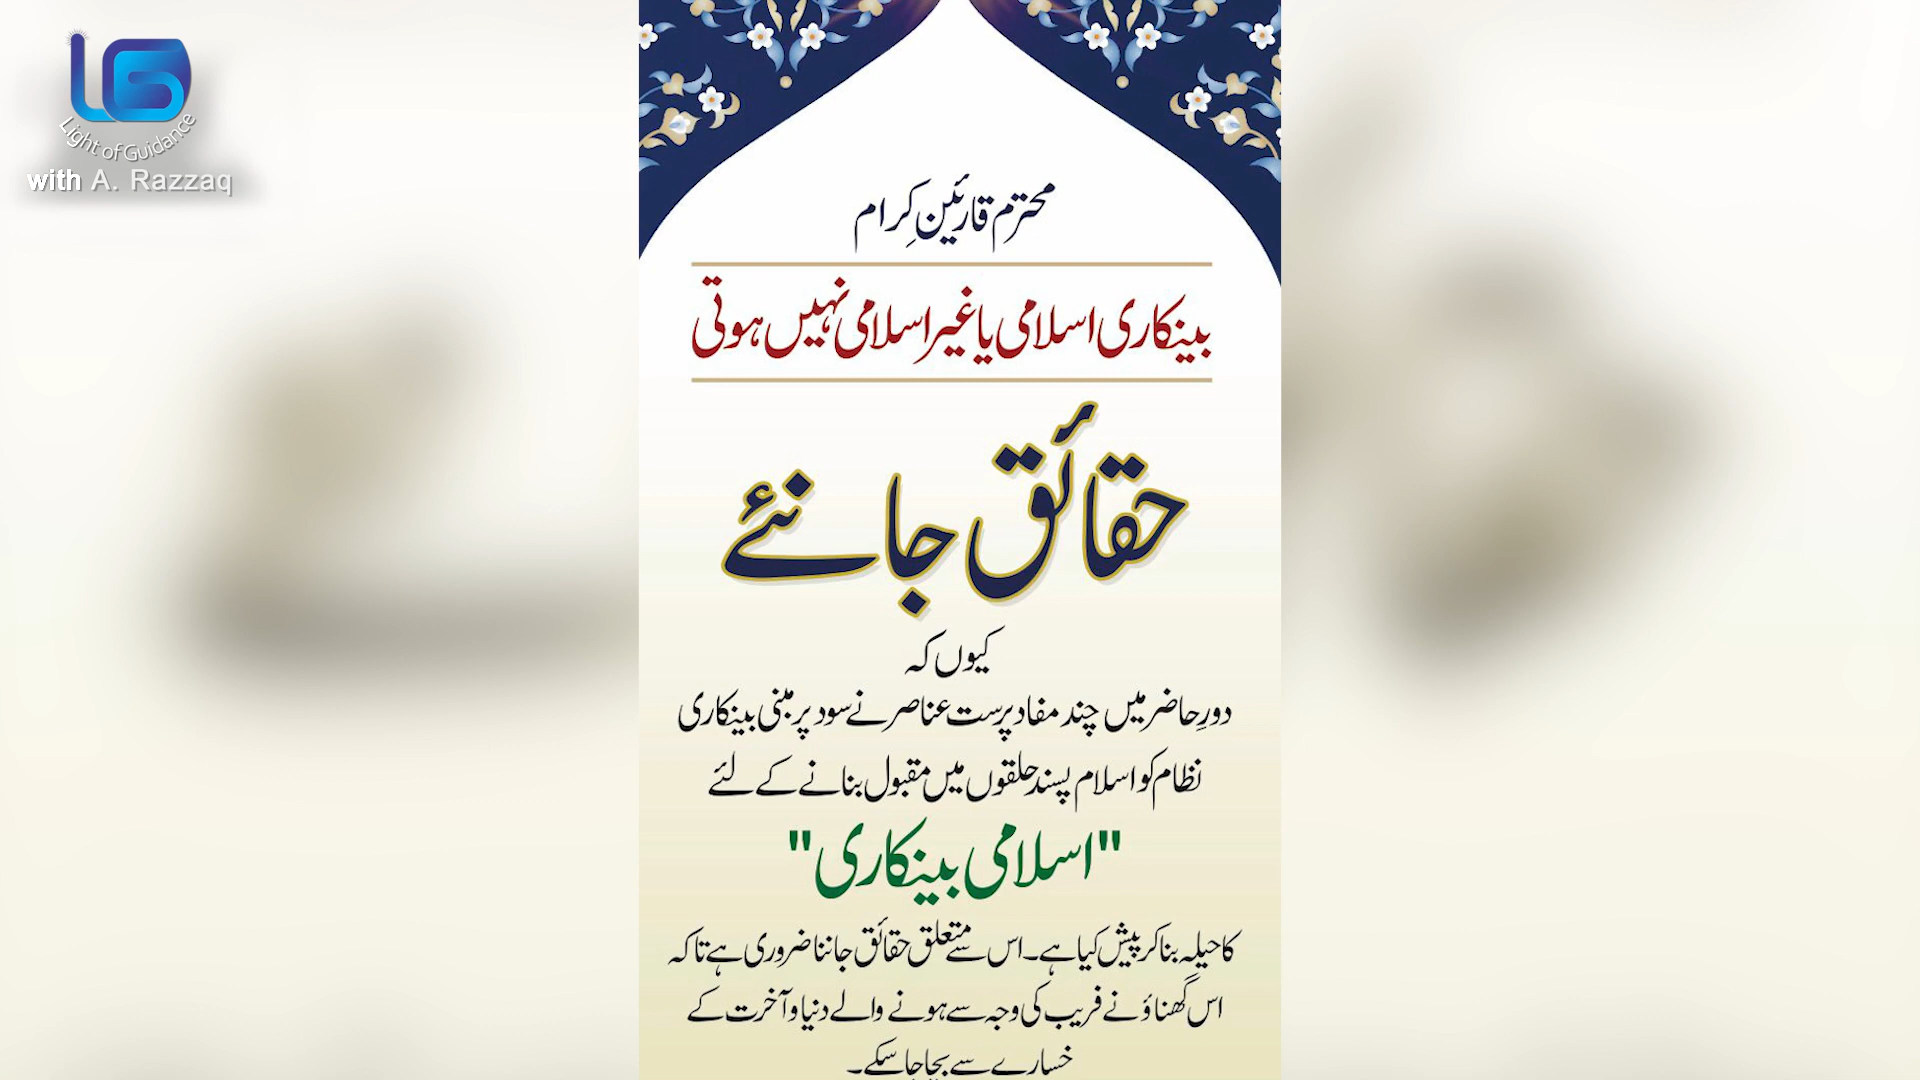 LG
Light of Guidance
with A. Razzaq
محترم قارئینِ کرام
بینکاری اسلامی یا غیر اسلامی نہیں ہوتی
حقائق جانئے
کیوں کہ
دورِ حاضر میں چند مفاد پرست عناصر نے سود پر مبنی بینکاری
نظام کو اسلام پسند حلقوں میں مقبول بنانے کے لئے
"اسلامی بینکاری"
کا حیلہ بنا کر پیش کیا ہے۔ اس سے متعلق حقائق جاننا ضروری ہے تاکہ
اس گھناؤنے فریب کی وجہ سے ہونے والے دنیا و آخرت کے
خسارے سے بچا جا سکے۔